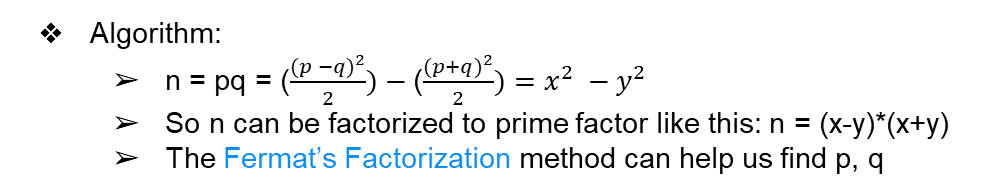 ❖ Algorithm:
➢ n = pq = ((p −q)²/2) − ((p+q)²/2) = x² − y²
➢ So n can be factorized to prime factor like this: n = (x-y)*(x+y)
➢ The Fermat's Factorization method can help us find p, q